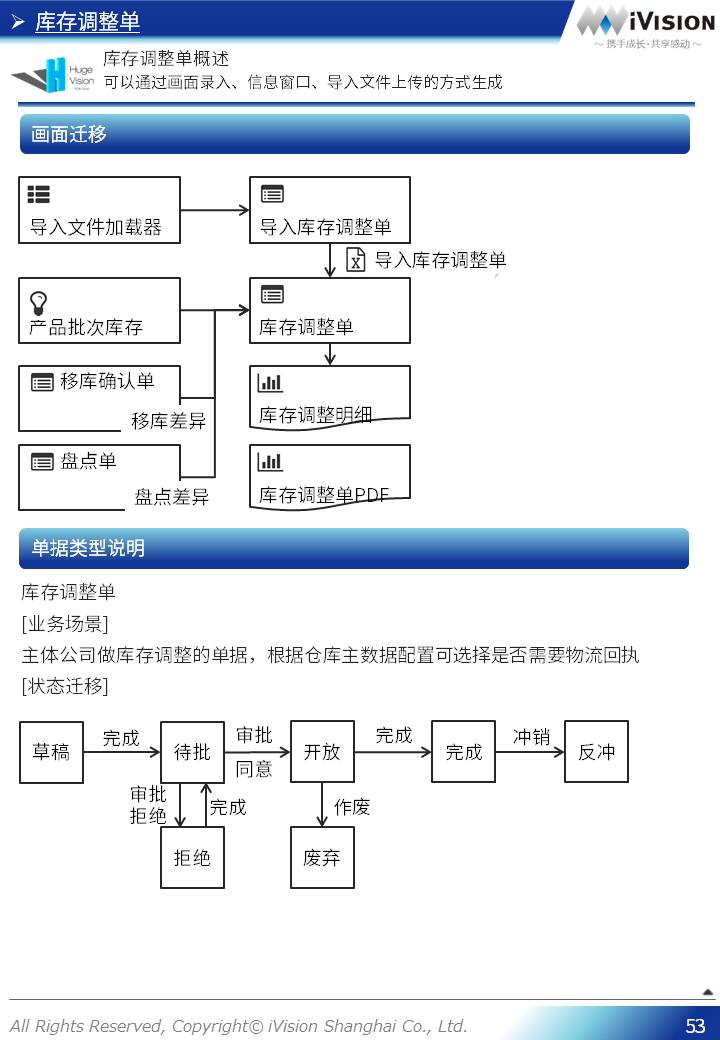 库存调整单
iVISION
～携手成长·共享感动～
库存调整单概述
Huge
Vision
可以通过画面录入、信息窗口、导入文件上传的方式生成
画面迁移
导入文件加载器
导入库存调整单
导入库存调整单
产品批次库存
库存调整单
移库确认单
移库差异
库存调整明细
盘点单
盘点差异
库存调整单PDF
单据类型说明
库存调整单
[业务场景]
主体公司做库存调整的单据，根据仓库主数据配置可选择是否需要物流回执
[状态迁移]
草稿
完成
待批
审批
同意
开放
完成
完成
冲销
反冲
审批
拒绝
完成
作废
拒绝
废弃
All Rights Reserved, Copyright© iVision Shanghai Co., Ltd.
53